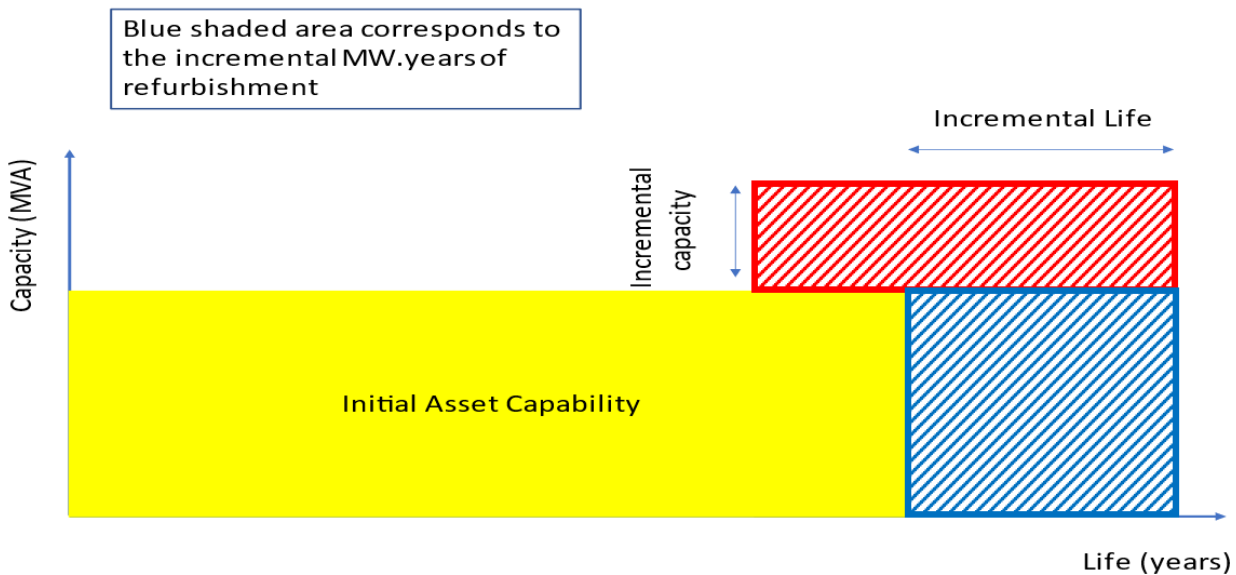 Blue shaded area corresponds to
the incremental MW.years of
refurbishment
Incremental Life
Capacity (MVA)
Incremental
capacity
Initial Asset Capability
Life (years)